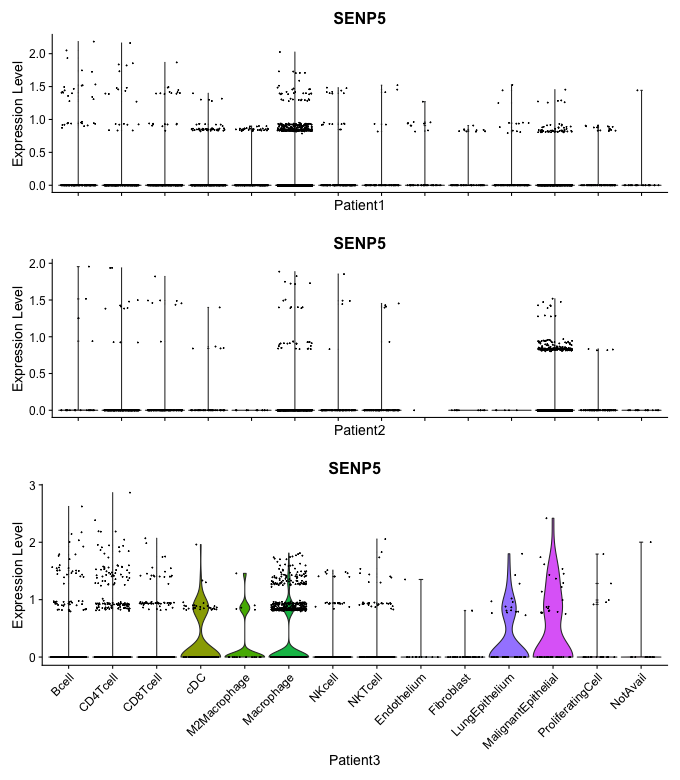 SENP5
Expression Level
2.0
1.5
1.0
0.5
0.0
Patient1
SENP5
Expression Level
2.0
1.5
1.0
0.5
0.0
Patient2
SENP5
Expression Level
3
2
1
0
Bcell
CD4Tcell
CD8Tcell
cDC
M2Macrophage
Macrophage
NKcell
NKTcell
Endothelium
Fibroblast
LungEpithelium
MalignantEpithelial
ProliferatingCell
NotAvail
Patient3